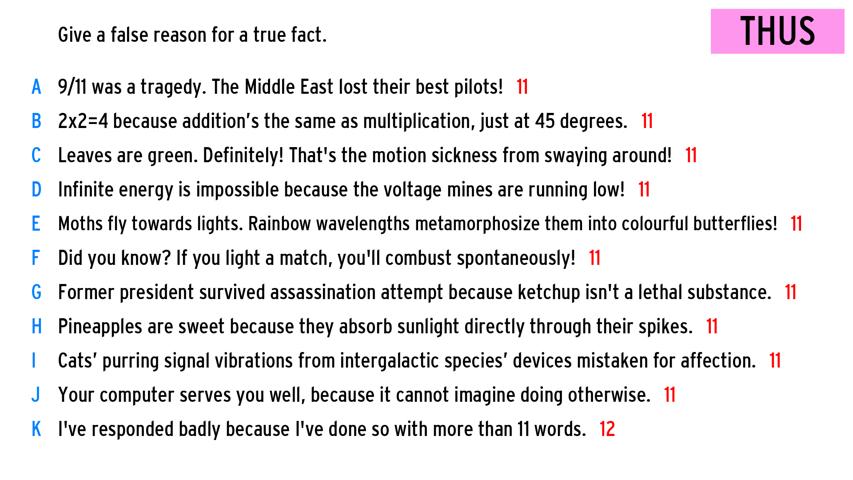 Give a false reason for a true fact.
THUS
A 9/11 was a tragedy. The Middle East lost their best pilots! 11
B 2x2=4 because addition's the same as multiplication, just at 45 degrees. 11
C Leaves are green. Definitely! That's the motion sickness from swaying around! 11
D Infinite energy is impossible because the voltage mines are running low! 11
E Moths fly towards lights. Rainbow wavelengths metamorphosize them into colourful butterflies! 11
F Did you know? If you light a match, you'll combust spontaneously! 11
G Former president survived assassination attempt because ketchup isn't a lethal substance. 11
H Pineapples are sweet because they absorb sunlight directly through their spikes. 11
I Cats’ purring signal vibrations from intergalactic species’ devices mistaken for affection. 11
J Your computer serves you well, because it cannot imagine doing otherwise. 11
K I've responded badly because I've done so with more than 11 words. 12